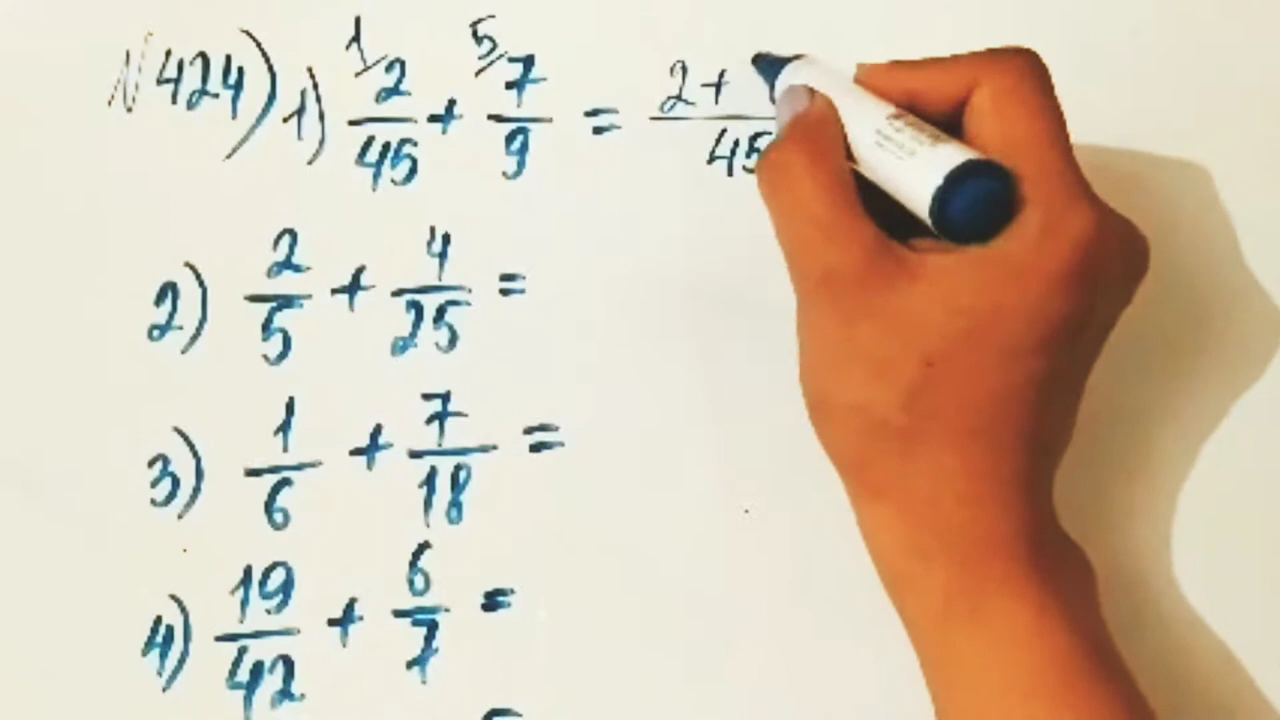 N424) 1) 1/ 2/45 + 5/ 7/9 = 2+ /45
2) 2/5 + 4/25 =
3) 1/6 + 7/18 =
4) 19/42 + 6/7 =